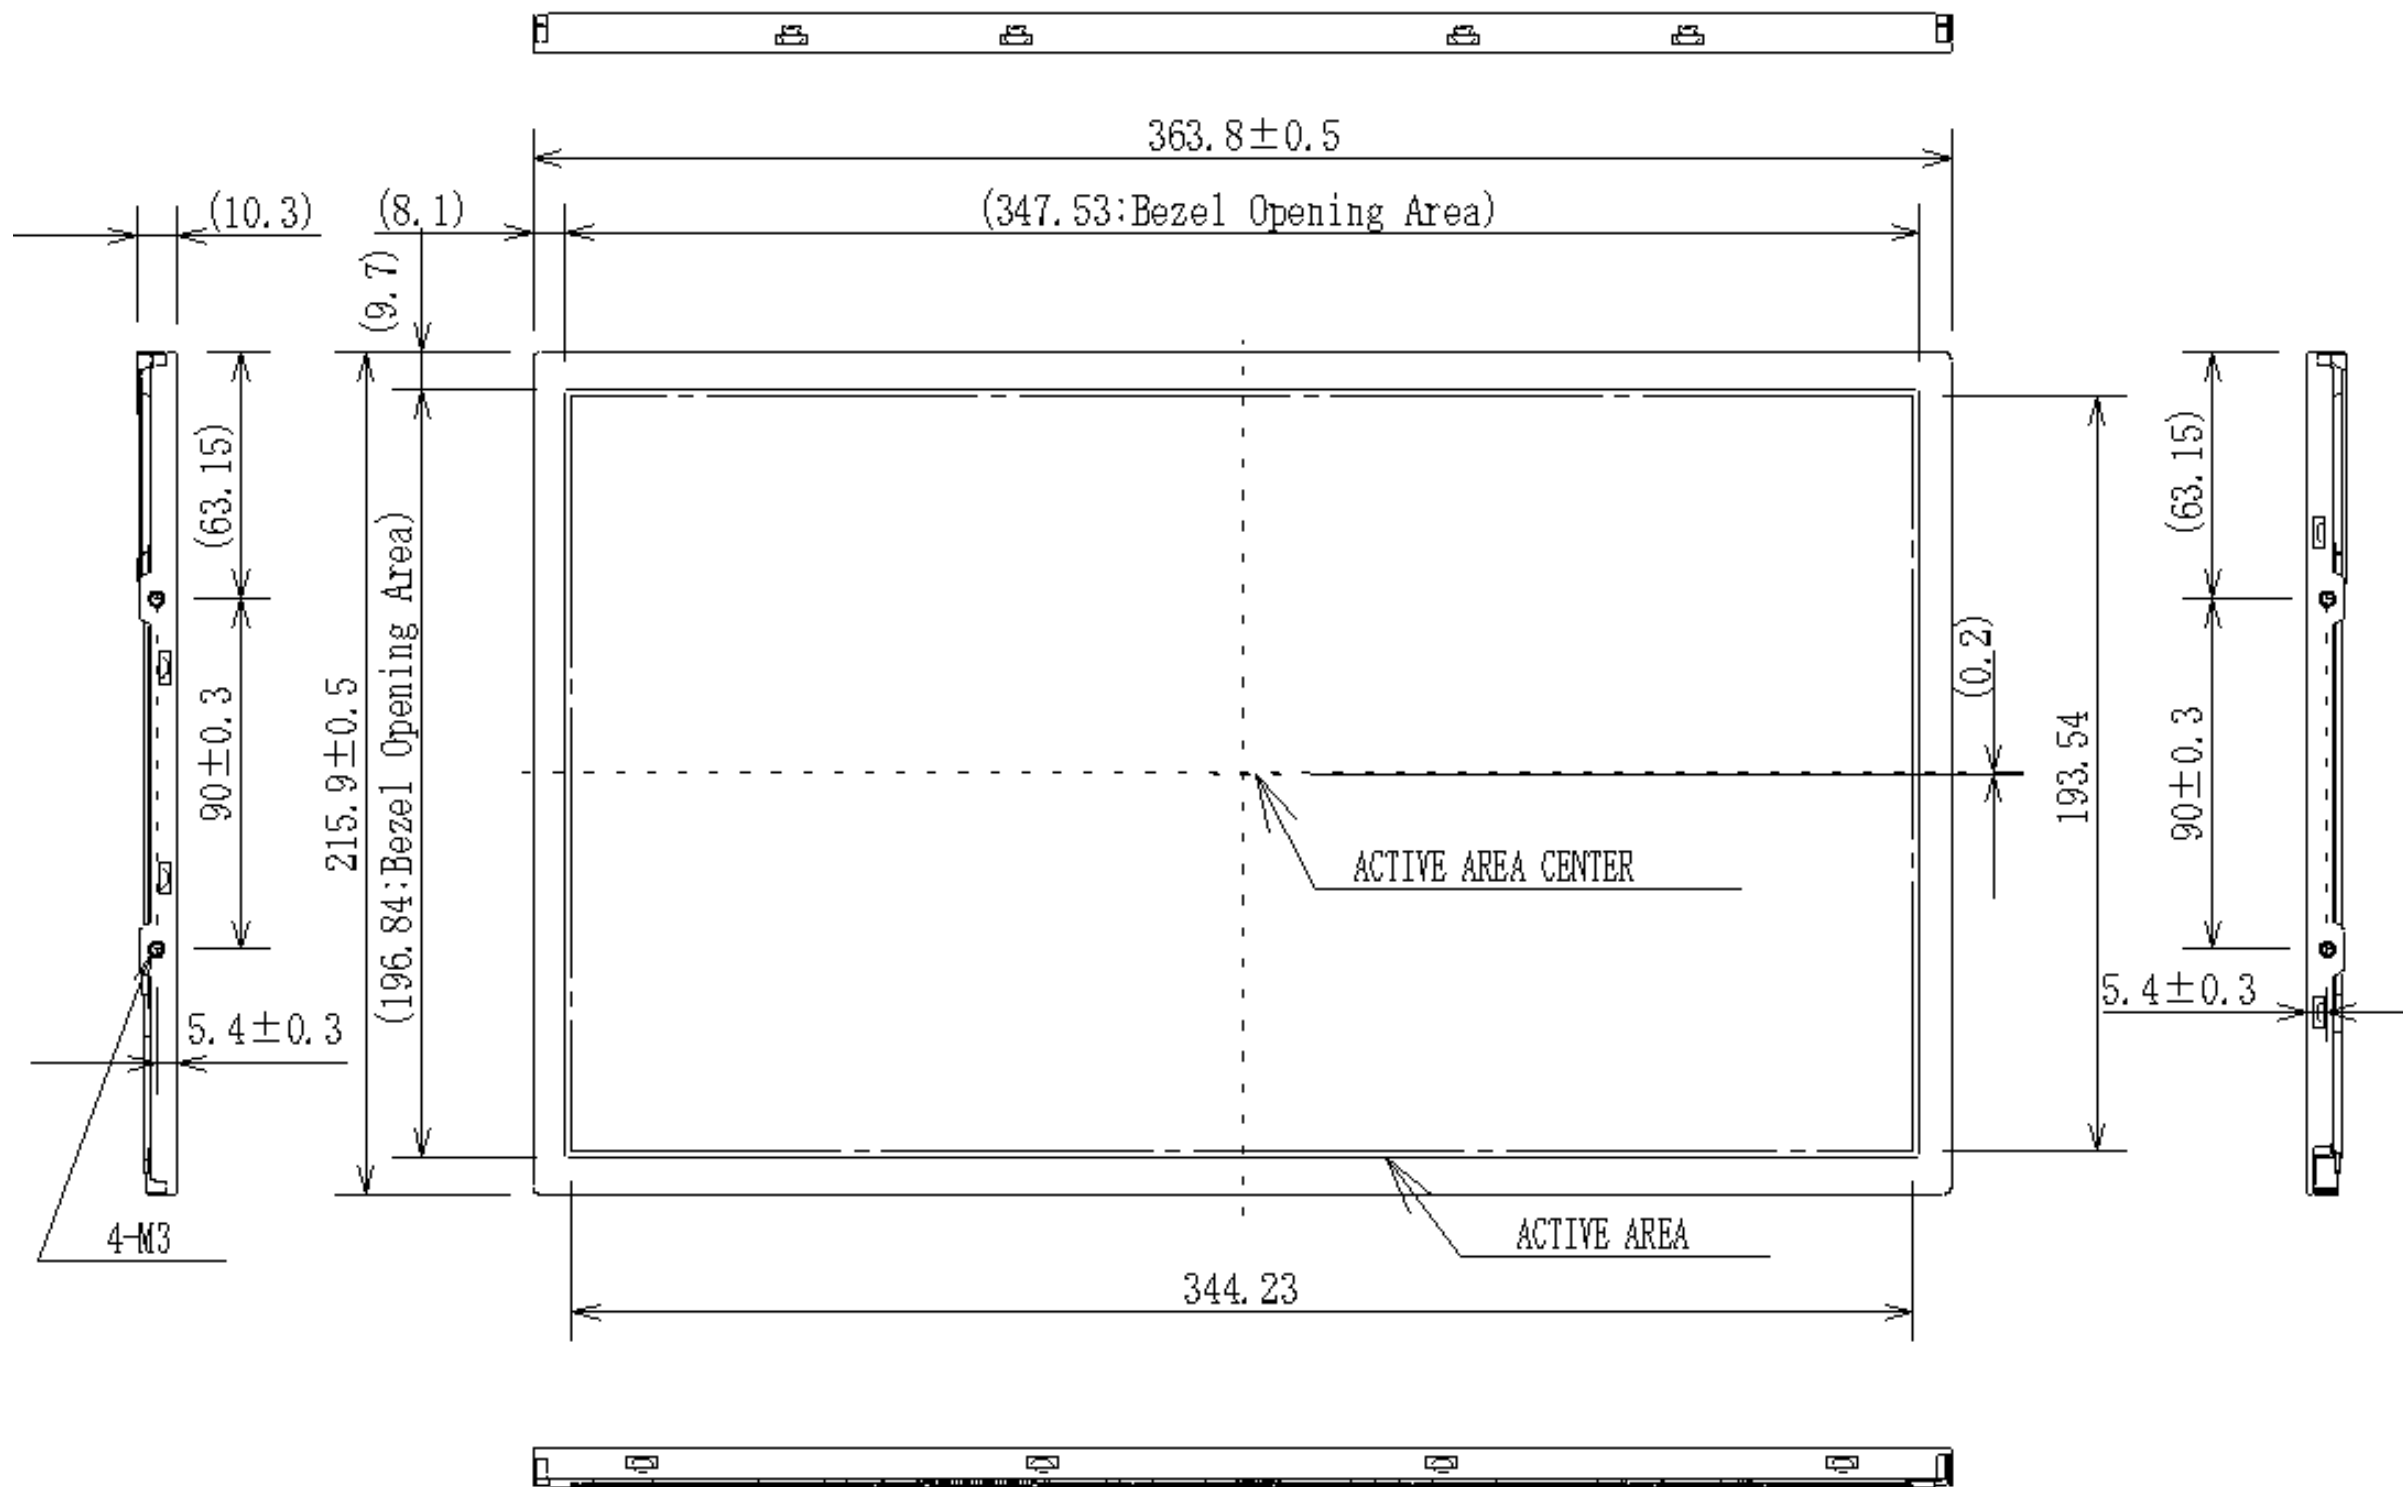 363.8±0.5
(10.3)
(8.1)
(347.53:Bezel Opening Area)
(9.7)
(63.15)
(63.15)
(196.84:Bezel Opening Area)
(0.2)
90±0.3
215.9±0.5
193.54
90±0.3
ACTIVE AREA CENTER
5.4±0.3
5.4±0.3
4-M3
ACTIVE AREA
344.23